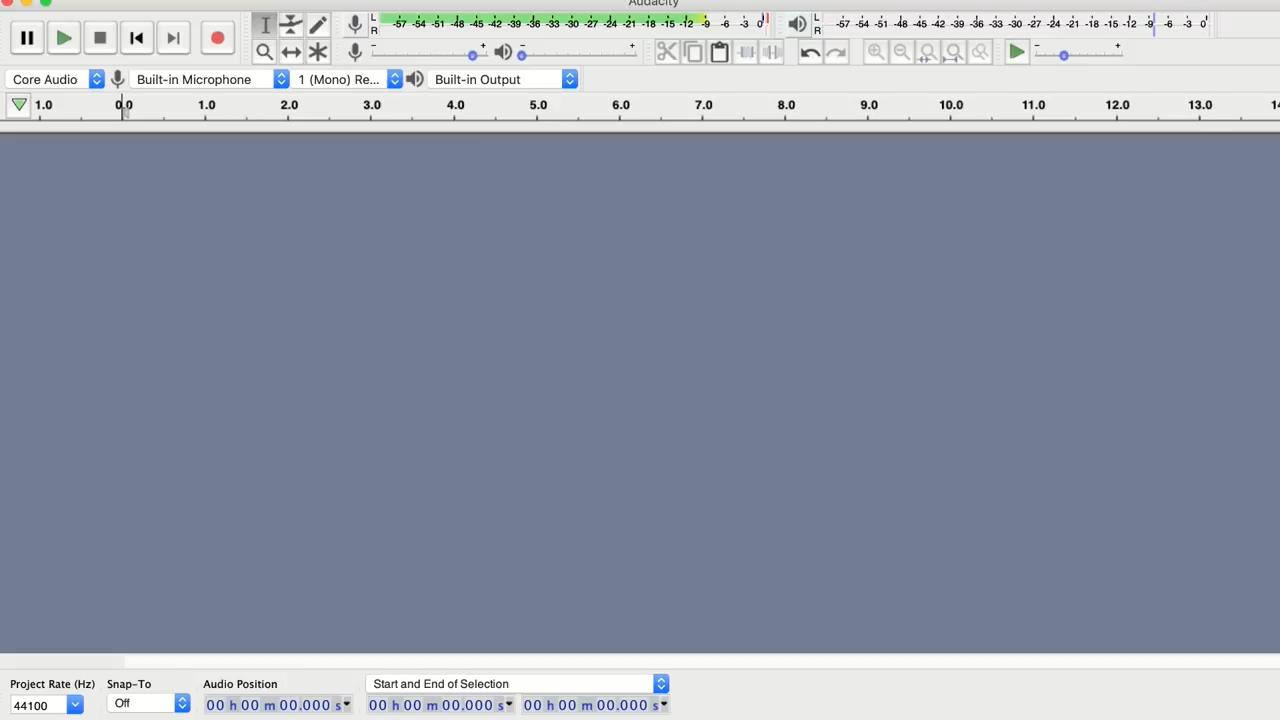 Audacity
L -57 -54 -51 -48 -45 -42 -39 -36 -33 -30 -27 -24 -21 -18 -15 -12 -9 -6 -3 0
R
L -57 -54 -51 -48 -45 -42 -39 -36 -33 -30 -27 -24 -21 -18 -15 -12 -9 -6 -3 0
R
- +
- +
- +
Core Audio Built-in Microphone 1 (Mono) Re... Built-in Output
1.0 0.0 1.0 2.0 3.0 4.0 5.0 6.0 7.0 8.0 9.0 10.0 11.0 12.0 13.0
Project Rate (Hz) Snap-To Audio Position Start and End of Selection
44100 Off 00 h 00 m 00.000 s 00 h 00 m 00.000 s 00 h 00 m 00.000 s